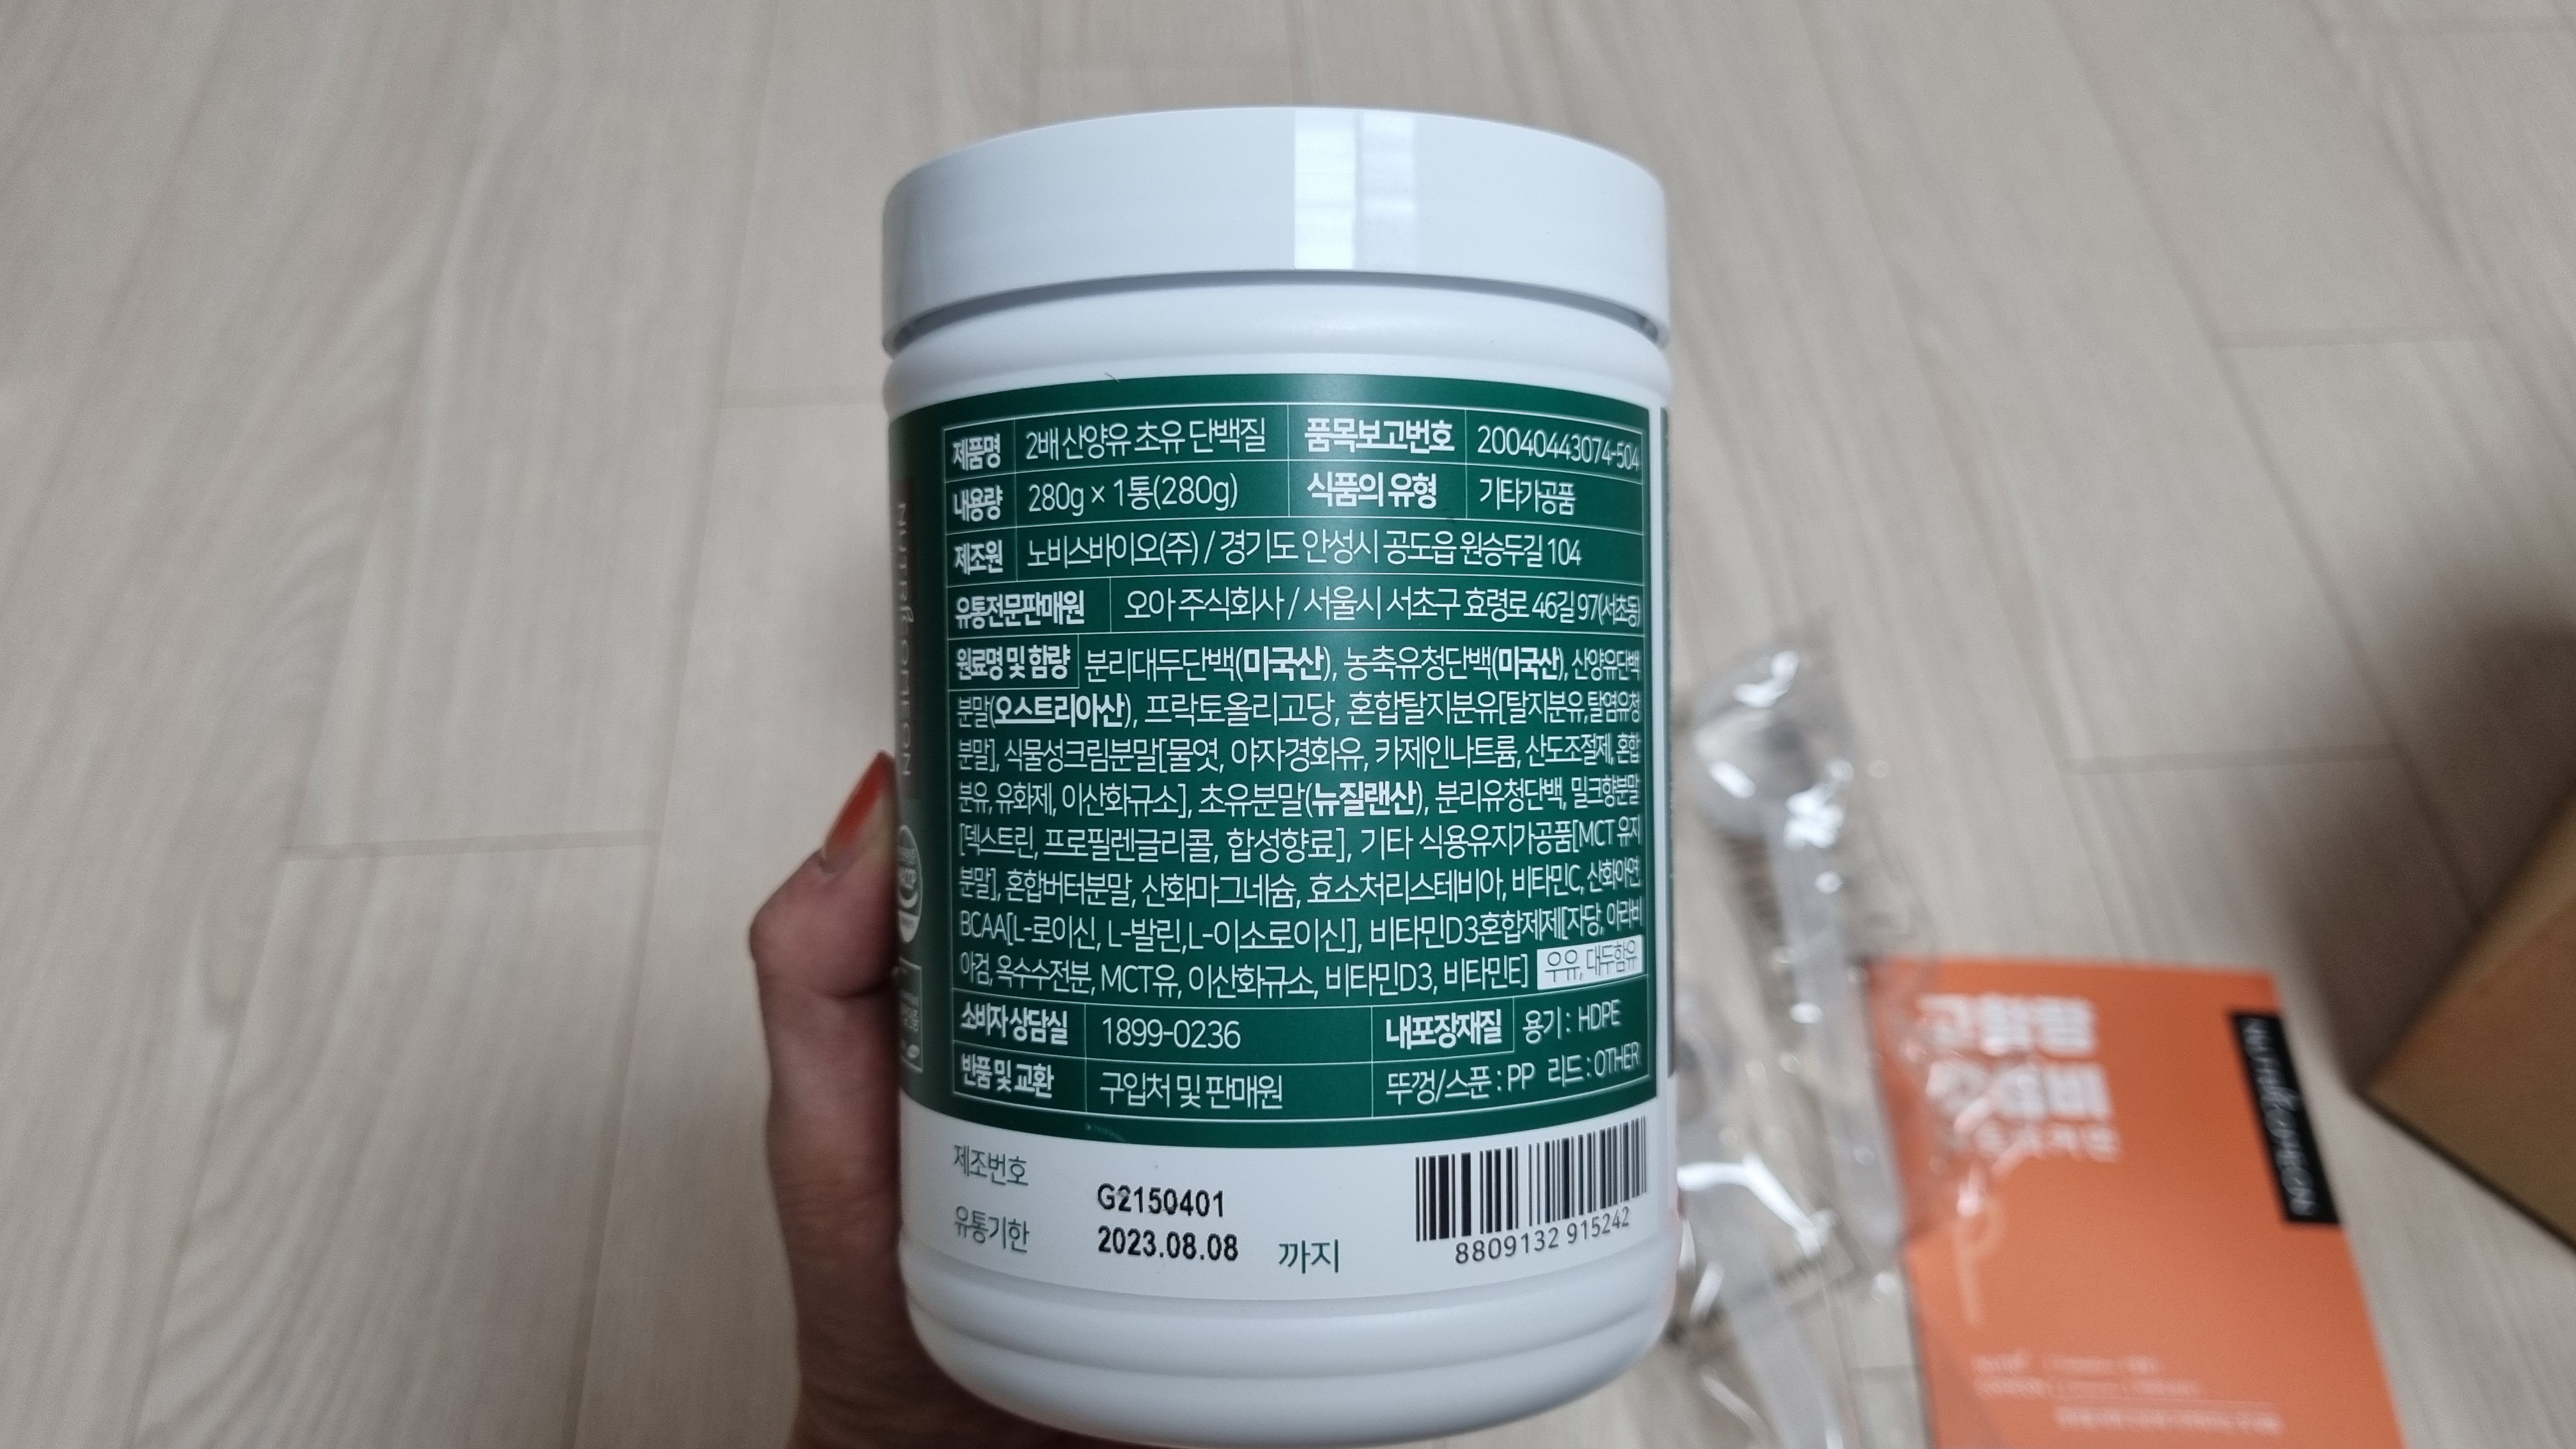 제품명 2배 산양유 초유 단백질 품목보고번호 20040443074-504
내용량 280g × 1통(280g) 식품의 유형 기타가공품
제조원 노비스바이오(주) / 경기도 안성시 공도읍 원승두길 104
유통전문판매원 오아 주식회사 / 서울시 서초구 효령로 46길 97(서초동)
원료명 및 함량 분리대두단백(미국산), 농축유청단백(미국산), 산양유단백
분말(오스트리아산), 프락토올리고당, 혼합탈지분유[탈지분유,탈염유청
분말], 식물성크림분말[물엿, 야자경화유, 카제인나트륨, 산도조절제, 혼합
분유, 유화제, 이산화규소], 초유분말(뉴질랜산), 분리유청단백, 밀크향분말
[덱스트린, 프로필렌글리콜, 합성향료], 기타 식용유지가공품[MCT 유지
분말], 혼합버터분말, 산화마그네슘, 효소처리스테비아, 비타민C, 산화아연,
BCAA[L-로이신, L-발린,L-이소로이신], 비타민D3혼합제제[자당, 아라비
아검, 옥수수전분, MCT유, 이산화규소, 비타민D3, 비타민E] 우유, 대두함유
소비자 상담실 1899-0236 내포장재질 용기 : HDPE
반품 및 교환 구입처 및 판매원 뚜껑/스푼 : PP 리드 : OTHER
제조번호 G2150401
유통기한 2023.08.08 까지
8809132 915242